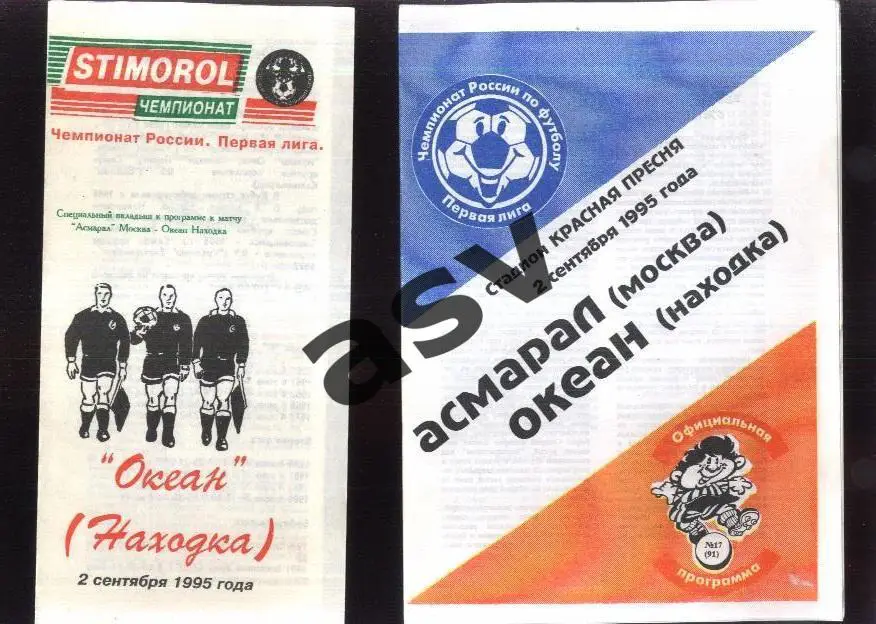 STIMOROL
ЧЕМПИОНАТ
Чемпионат России. Первая лига.
Специальный вкладыш к программе к матчу
"Асмарал" Москва - Океан Находка
"Океан"
(Находка)
2 сентября 1995 года
Чемпионат России по футболу
Первая лига
Стадион КРАСНАЯ ПРЕСНЯ
2 сентября 1995 года
асмарал (москва)
океан (находка)
Официальная
№17
(91)
программа
asv